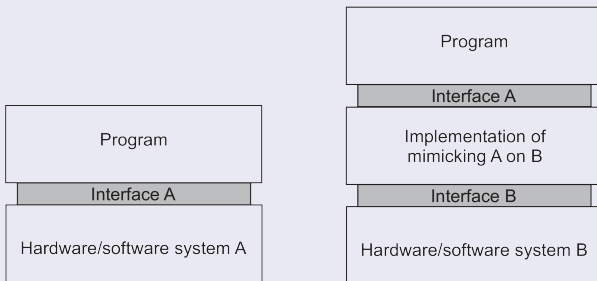 Program
Interface A
Hardware/software system A
Program
Interface A
Implementation of
mimicking A on B
Interface B
Hardware/software system B